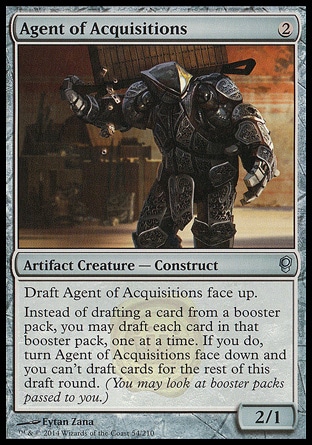 Agent of Acquisitions 2
Artifact Creature — Construct
Draft Agent of Acquisitions face up.
Instead of drafting a card from a booster
pack, you may draft each card in that
booster pack, one at a time. If you do,
turn Agent of Acquisitions face down and
you can't draft cards for the rest of this
draft round. (You may look at booster packs
passed to you.)
Eytan Zana
™ & © 2014 Wizards of the Coast 54/210
2/1